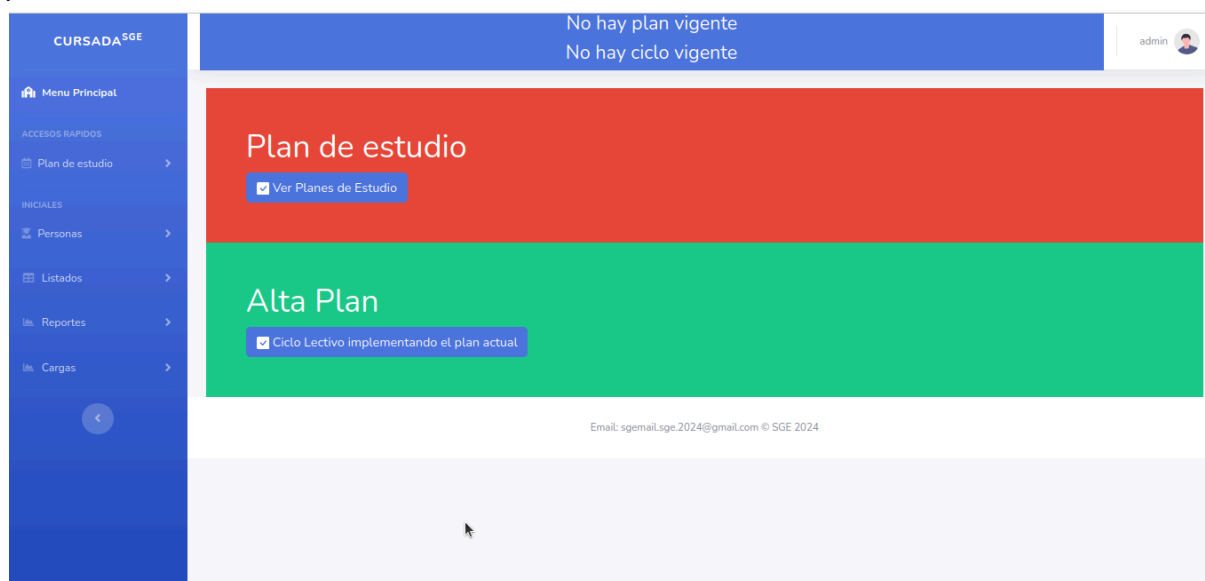 CURSADA SGE
No hay plan vigente
No hay ciclo vigente
admin
Menu Principal
ACCESOS RAPIDOS
Plan de estudio
INICIALES
Personas
Listados
Reportes
Cargas
Plan de estudio
Ver Planes de Estudio
Alta Plan
Ciclo Lectivo implementando el plan actual
Email: sgemail.sge.2024@gmail.com © SGE 2024